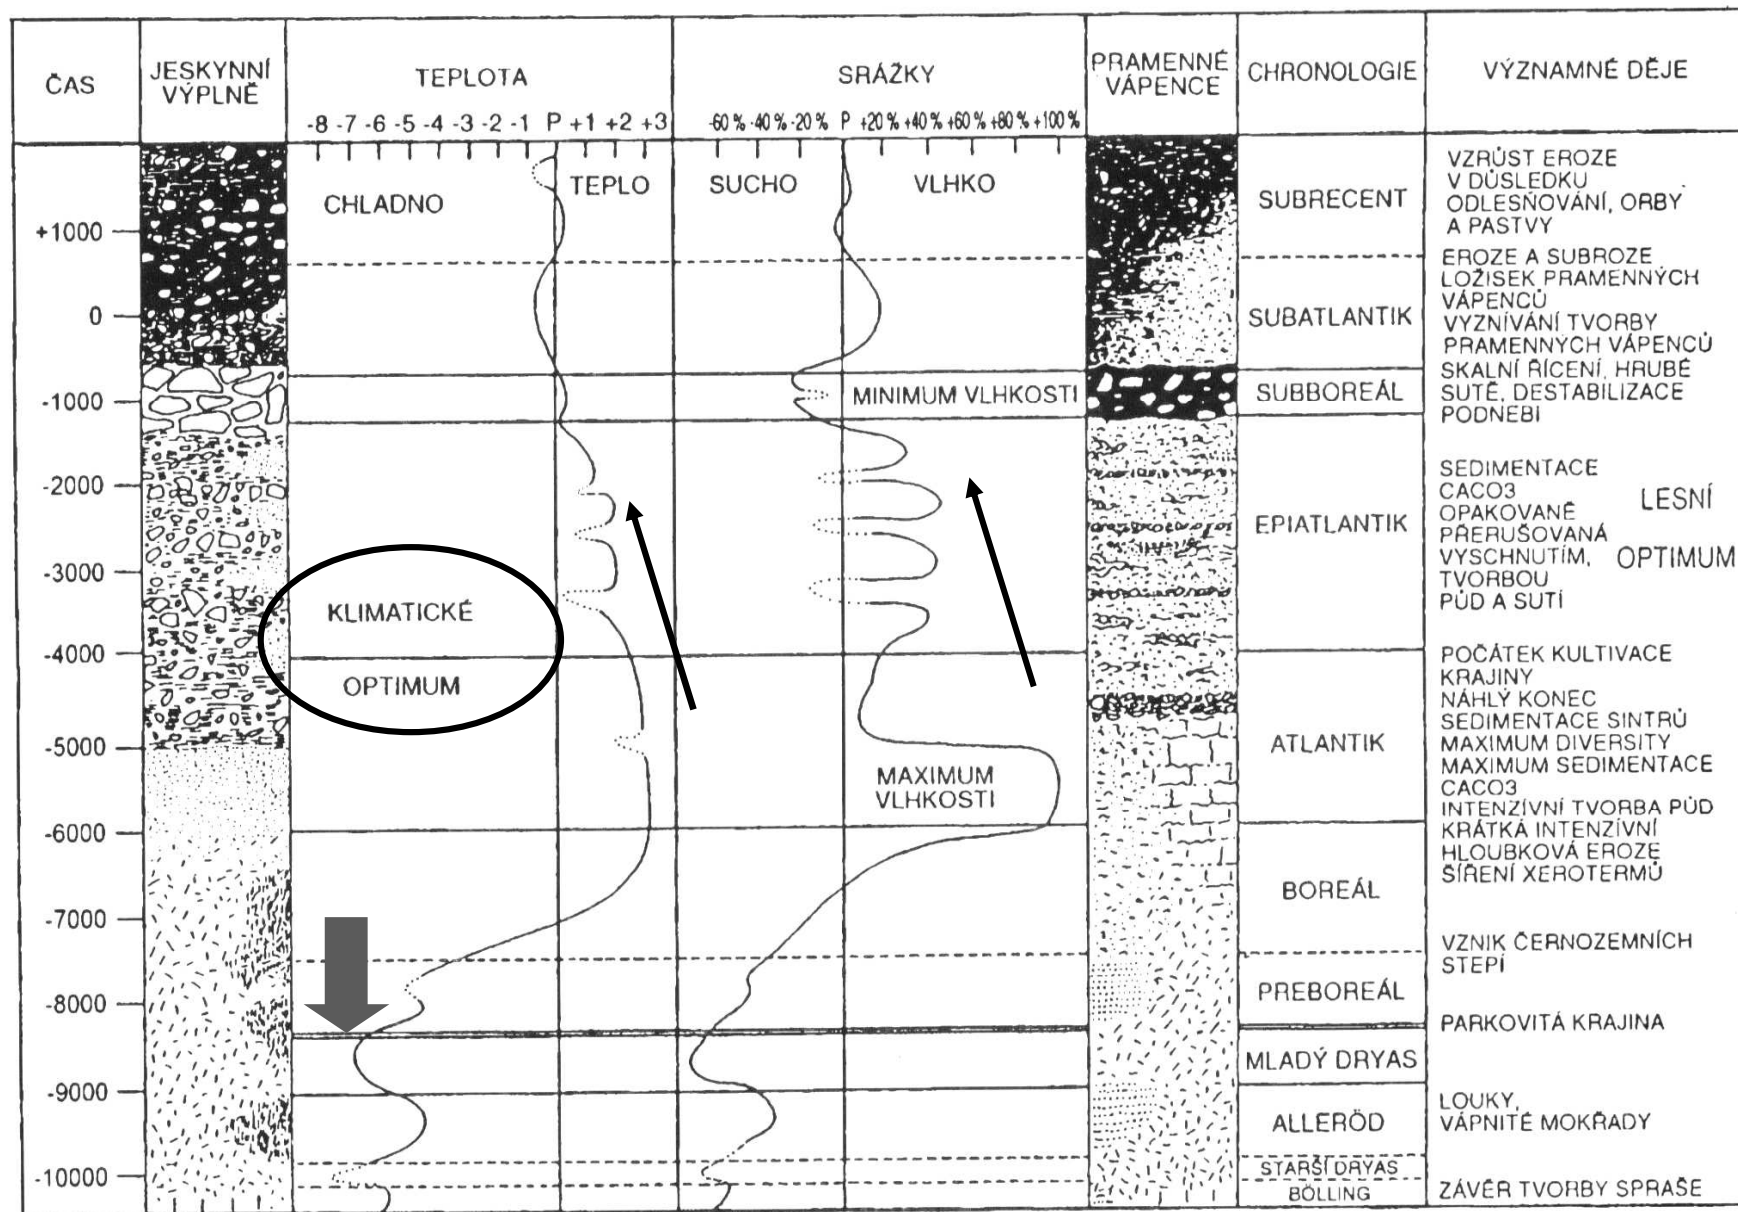 ČAS
JESKYNNÍ
VÝPLNĚ
TEPLOTA
-8 -7 -6 -5 -4 -3 -2 -1 P +1 +2 +3
SRÁŽKY
-60 % -40 % -20 % P +20 % +40 % +60 % +80 % +100 %
PRAMENNÉ
VÁPENCE
CHRONOLOGIE
VÝZNAMNÉ DĚJE
CHLADNO
TEPLO
SUCHO
VLHKO
+1000
0
-1000
-2000
-3000
-4000
-5000
-6000
-7000
-8000
-9000
-10000
KLIMATICKÉ
OPTIMUM
MINIMUM VLHKOSTI
MAXIMUM
VLHKOSTI
SUBRECENT
SUBATLANTIK
SUBBOREÁL
EPIATLANTIK
ATLANTIK
BOREÁL
PREBOREÁL
MLADÝ DRYAS
ALLERÖD
STARŠÍ DRYAS
BÖLLING
VZRŮST EROZE
V DŮSLEDKU
ODLESŇOVÁNÍ, ORBY
A PASTVY
EROZE A SUBROZE
LOŽISEK PRAMENNÝCH
VÁPENCŮ
VYZNÍVÁNÍ TVORBY
PRAMENNÝCH VÁPENCŮ
SKALNÍ ŘÍCENÍ, HRUBÉ
SUTĚ, DESTABILIZACE
PODNEBÍ
SEDIMENTACE
CACO3
OPAKOVANĚ
PŘERUŠOVANÁ
VYSCHNUTÍM,
TVORBOU
PŮD A SUTÍ
LESNÍ
OPTIMUM
POČÁTEK KULTIVACE
KRAJINY
NÁHLÝ KONEC
SEDIMENTACE SINTRŮ
MAXIMUM DIVERSITY
MAXIMUM SEDIMENTACE
CACO3
INTENZÍVNÍ TVORBA PŮD
KRÁTKÁ INTENZÍVNÍ
HLOUBKOVÁ EROZE
ŠÍŘENÍ XEROTERMŮ
VZNIK ČERNOZEMNÍCH
STEPÍ
PARKOVITÁ KRAJINA
LOUKY,
VÁPNITÉ MOKŘADY
ZÁVĚR TVORBY SPRAŠE